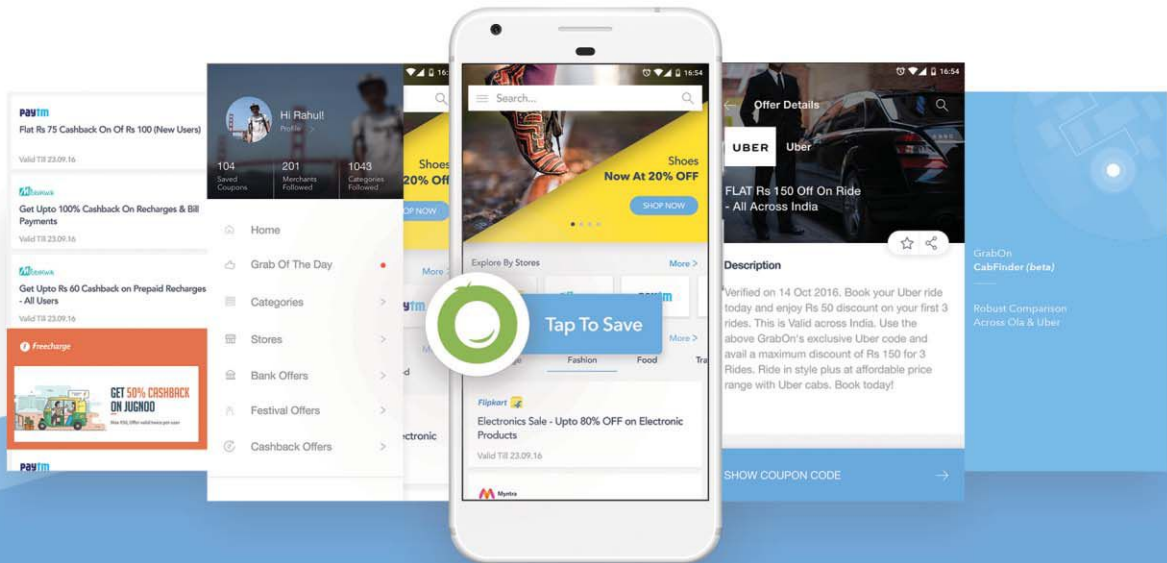 Paytm
Flat Rs 75 Cashback On Of Rs 100 (New Users)
Valid Till 23.09.16
Get Upto 100% Cashback On Recharges & Bill
Payments
Valid Till 23.09.16
Get Upto Rs 60 Cashback on Prepaid Recharges
- All Users
Valid Till 23.09.16
Freecharge
GET 50% CASHBACK
ON JUGNOO
Paytm
Hi Rahul!
Profile >
104
Saved
Coupons
201
Merchants
Followed
1043
Categories
Followed
Home
Grab Of The Day
Categories >
Stores >
Bank Offers >
Festival Offers >
Cashback Offers >
16:
Shoes
20% Off
OP NOW
More >
ytm
ectronic
16:54
Search...
Shoes
Now At 20% OFF
SHOP NOW
Explore By Stores
More >
Tap To Save
More >
Fashion
Food
Tra
Flipkart
Electronics Sale - Upto 80% OFF on Electronic
Products
Valid Till 23.09.16
Myntra
16:54
Offer Details
UBER
Uber
FLAT Rs 150 Off On Ride
- All Across India
Description
Verified on 14 Oct 2016. Book your Uber ride
today and enjoy Rs 50 discount on your first 3
rides. This is Valid across India. Use the
above GrabOn's exclusive Uber code and
avail a maximum discount of Rs 150 for 3
Rides. Ride in style plus at affordable price
range with Uber cabs. Book today!
SHOW COUPON CODE
GrabOn
CabFinder (beta)
Robust Comparison
Across Ola & Uber